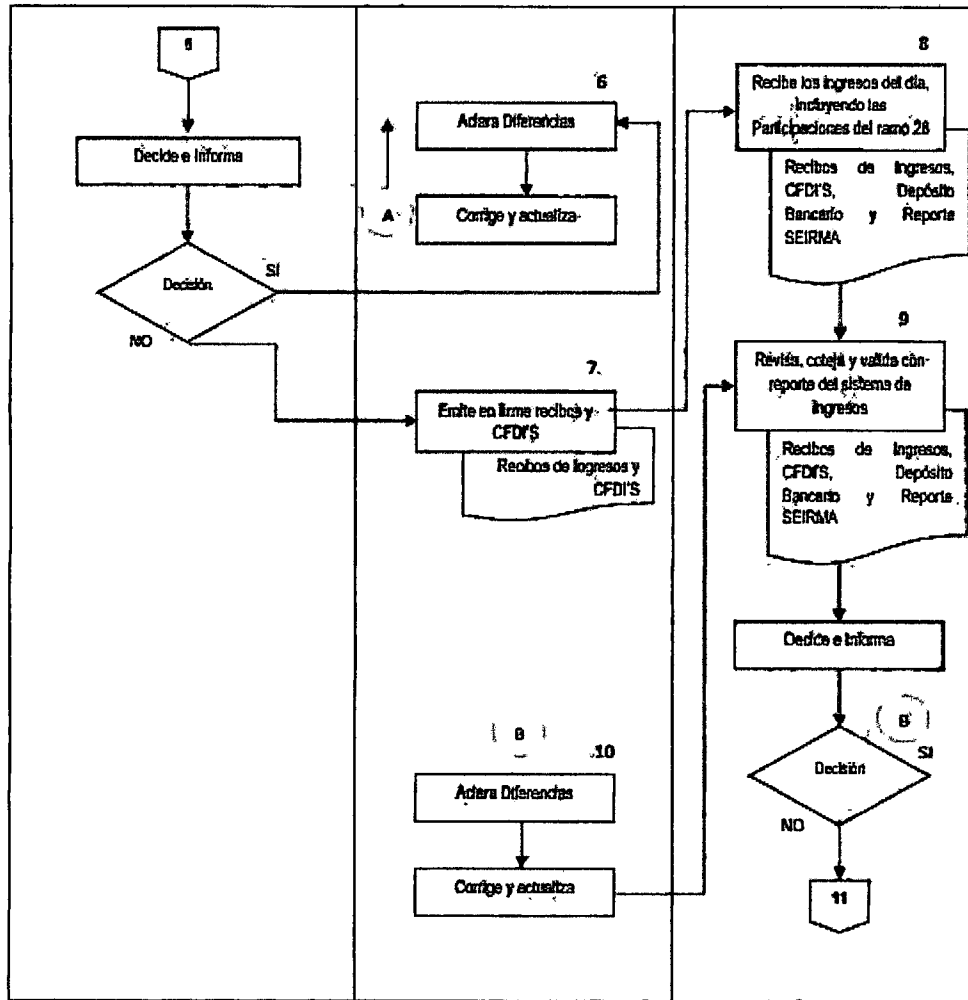 5
Decide e Informa
Decisión
SI
NO
6
Aclara Diferencias
A
Corrige y actualiza
7.
Emite en firme recibos y
CFDI'S
Recibos de Ingresos y
CFDI'S
B
10
Aclara Diferencias
Corrige y actualiza
8
Recibe los ingresos del día,
incluyendo las
Participaciones del ramo 28
Recibos de Ingresos,
CFDI'S, Depósito
Bancario y Reporte
SEIRMA
9
Revisa, coteja y valida con
reporte del sistema de
ingresos
Recibos de Ingresos,
CFDI'S, Depósito
Bancario y Reporte
SEIRMA
Decide e Informa
B
SI
Decisión
NO
11